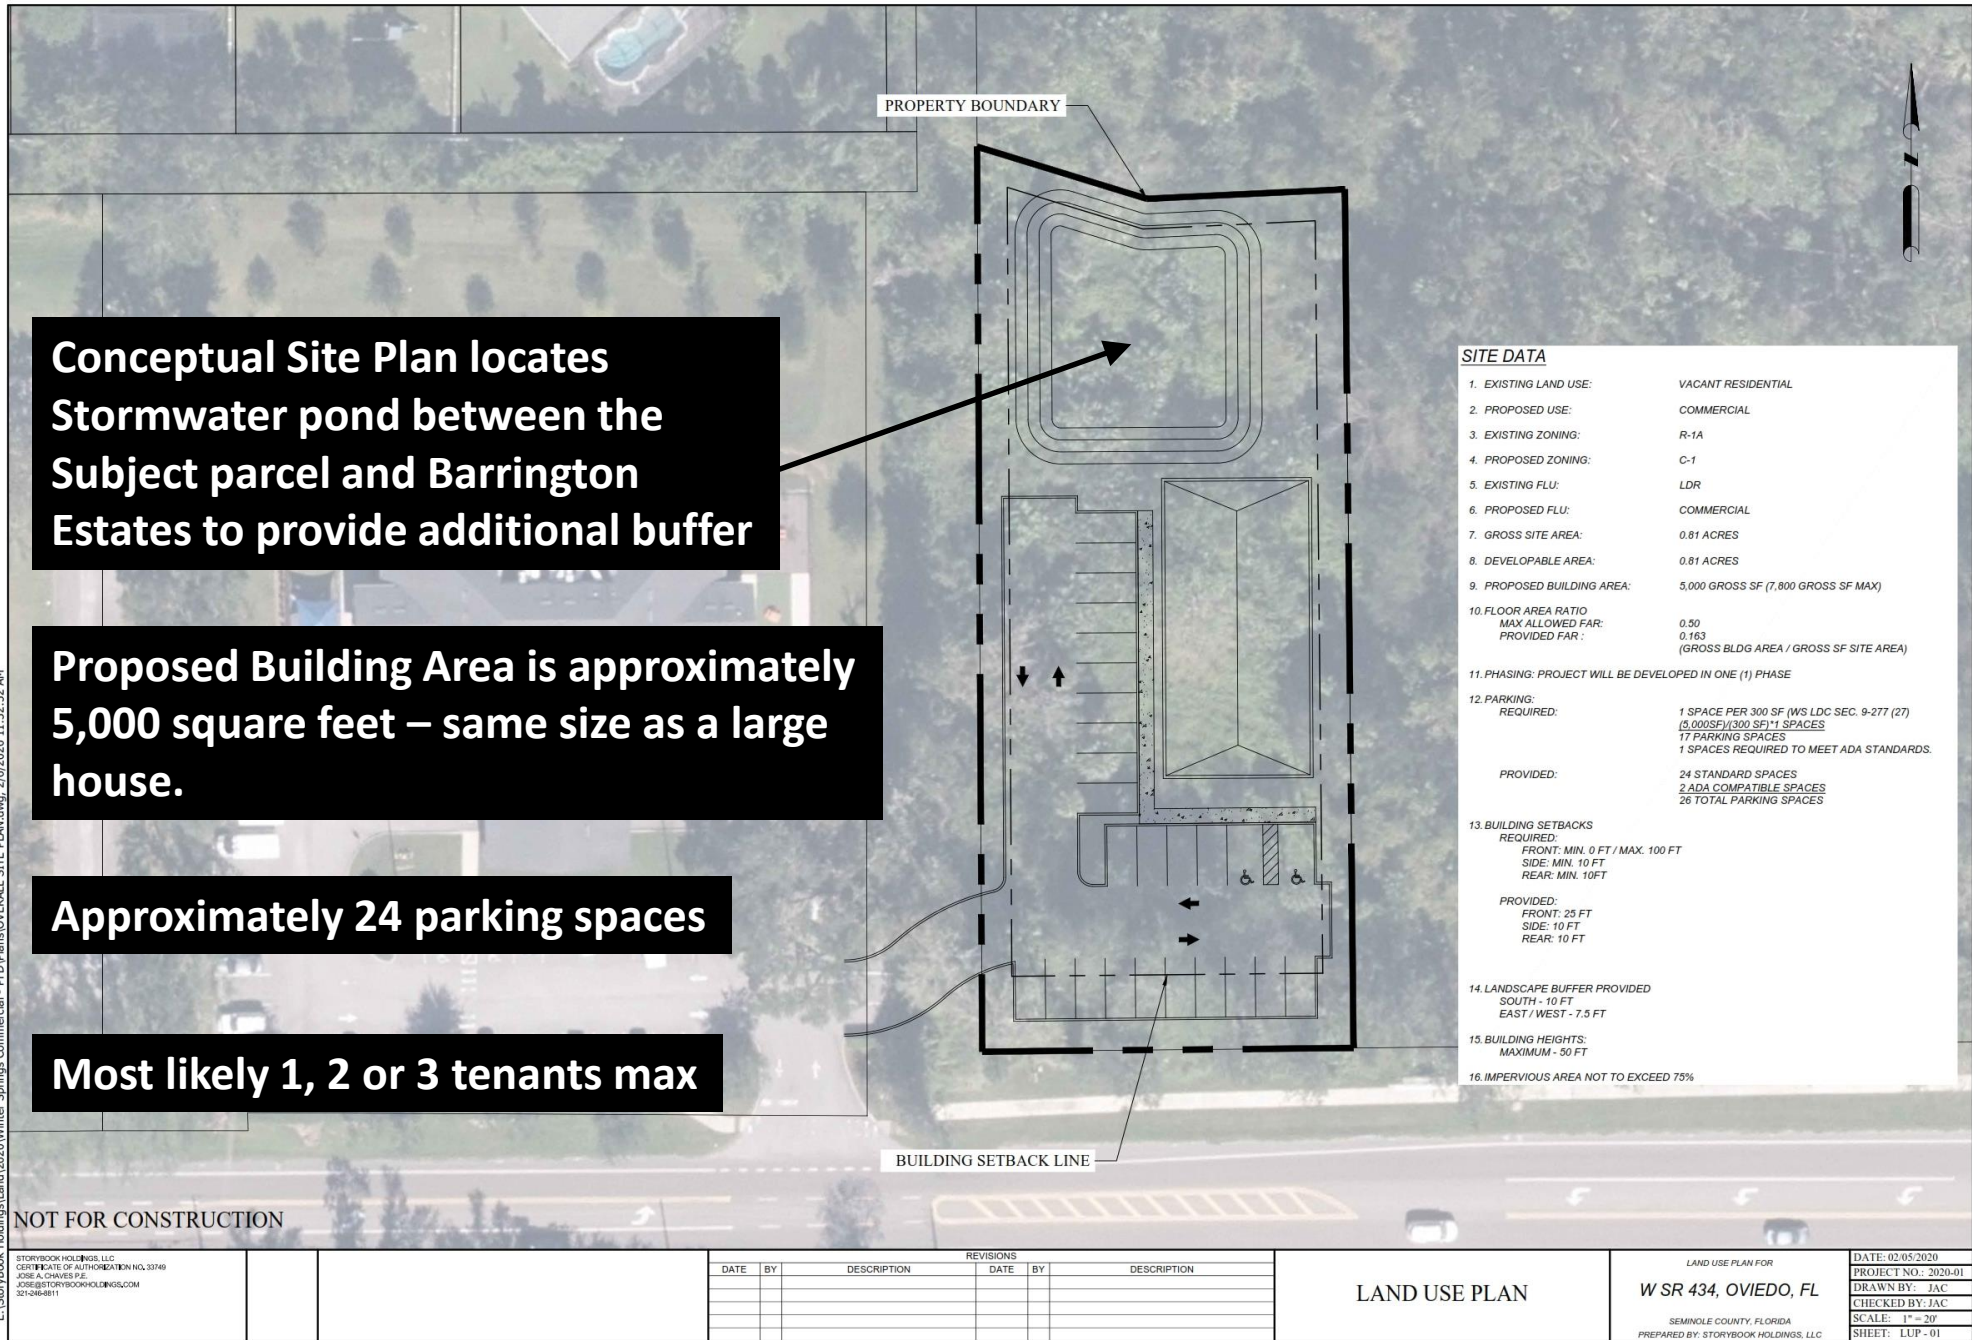 PROPERTY BOUNDARY
Conceptual Site Plan locates
Stormwater pond between the
Subject parcel and Barrington
Estates to provide additional buffer
Proposed Building Area is approximately
5,000 square feet – same size as a large
house.
Approximately 24 parking spaces
Most likely 1, 2 or 3 tenants max
SITE DATA
1. EXISTING LAND USE: VACANT RESIDENTIAL
2. PROPOSED USE: COMMERCIAL
3. EXISTING ZONING: R-1A
4. PROPOSED ZONING: C-1
5. EXISTING FLU: LDR
6. PROPOSED FLU: COMMERCIAL
7. GROSS SITE AREA: 0.81 ACRES
8. DEVELOPABLE AREA: 0.81 ACRES
9. PROPOSED BUILDING AREA: 5,000 GROSS SF (7,800 GROSS SF MAX)
10. FLOOR AREA RATIO
MAX ALLOWED FAR: 0.50
PROVIDED FAR : 0.163
(GROSS BLDG AREA / GROSS SF SITE AREA)
11. PHASING: PROJECT WILL BE DEVELOPED IN ONE (1) PHASE
12. PARKING:
REQUIRED: 1 SPACE PER 300 SF (WS LDC SEC. 9-277 (27)
(5,000SF)/(300 SF)*1 SPACES
17 PARKING SPACES
1 SPACES REQUIRED TO MEET ADA STANDARDS.
PROVIDED: 24 STANDARD SPACES
2 ADA COMPATIBLE SPACES
26 TOTAL PARKING SPACES
13. BUILDING SETBACKS
REQUIRED:
FRONT: MIN. 0 FT / MAX. 100 FT
SIDE: MIN. 10 FT
REAR: MIN. 10FT
PROVIDED:
FRONT: 25 FT
SIDE: 10 FT
REAR: 10 FT
14. LANDSCAPE BUFFER PROVIDED
SOUTH - 10 FT
EAST / WEST - 7.5 FT
15. BUILDING HEIGHTS:
MAXIMUM - 50 FT
16. IMPERVIOUS AREA NOT TO EXCEED 75%
BUILDING SETBACK LINE
NOT FOR CONSTRUCTION
STORYBOOK HOLDINGS, LLC
CERTIFICATE OF AUTHORIZATION NO. 33749
JOSE A. CHAVES P.E.
JOSE@STORYBOOKHOLDINGS.COM
321-246-8811
REVISIONS
DATE BY DESCRIPTION DATE BY DESCRIPTION
LAND USE PLAN
LAND USE PLAN FOR
W SR 434, OVIEDO, FL
SEMINOLE COUNTY, FLORIDA
PREPARED BY: STORYBOOK HOLDINGS, LLC
DATE: 02/05/2020
PROJECT NO.: 2020-01
DRAWN BY: JAC
CHECKED BY: JAC
SCALE: 1" = 20'
SHEET: LUP - 01